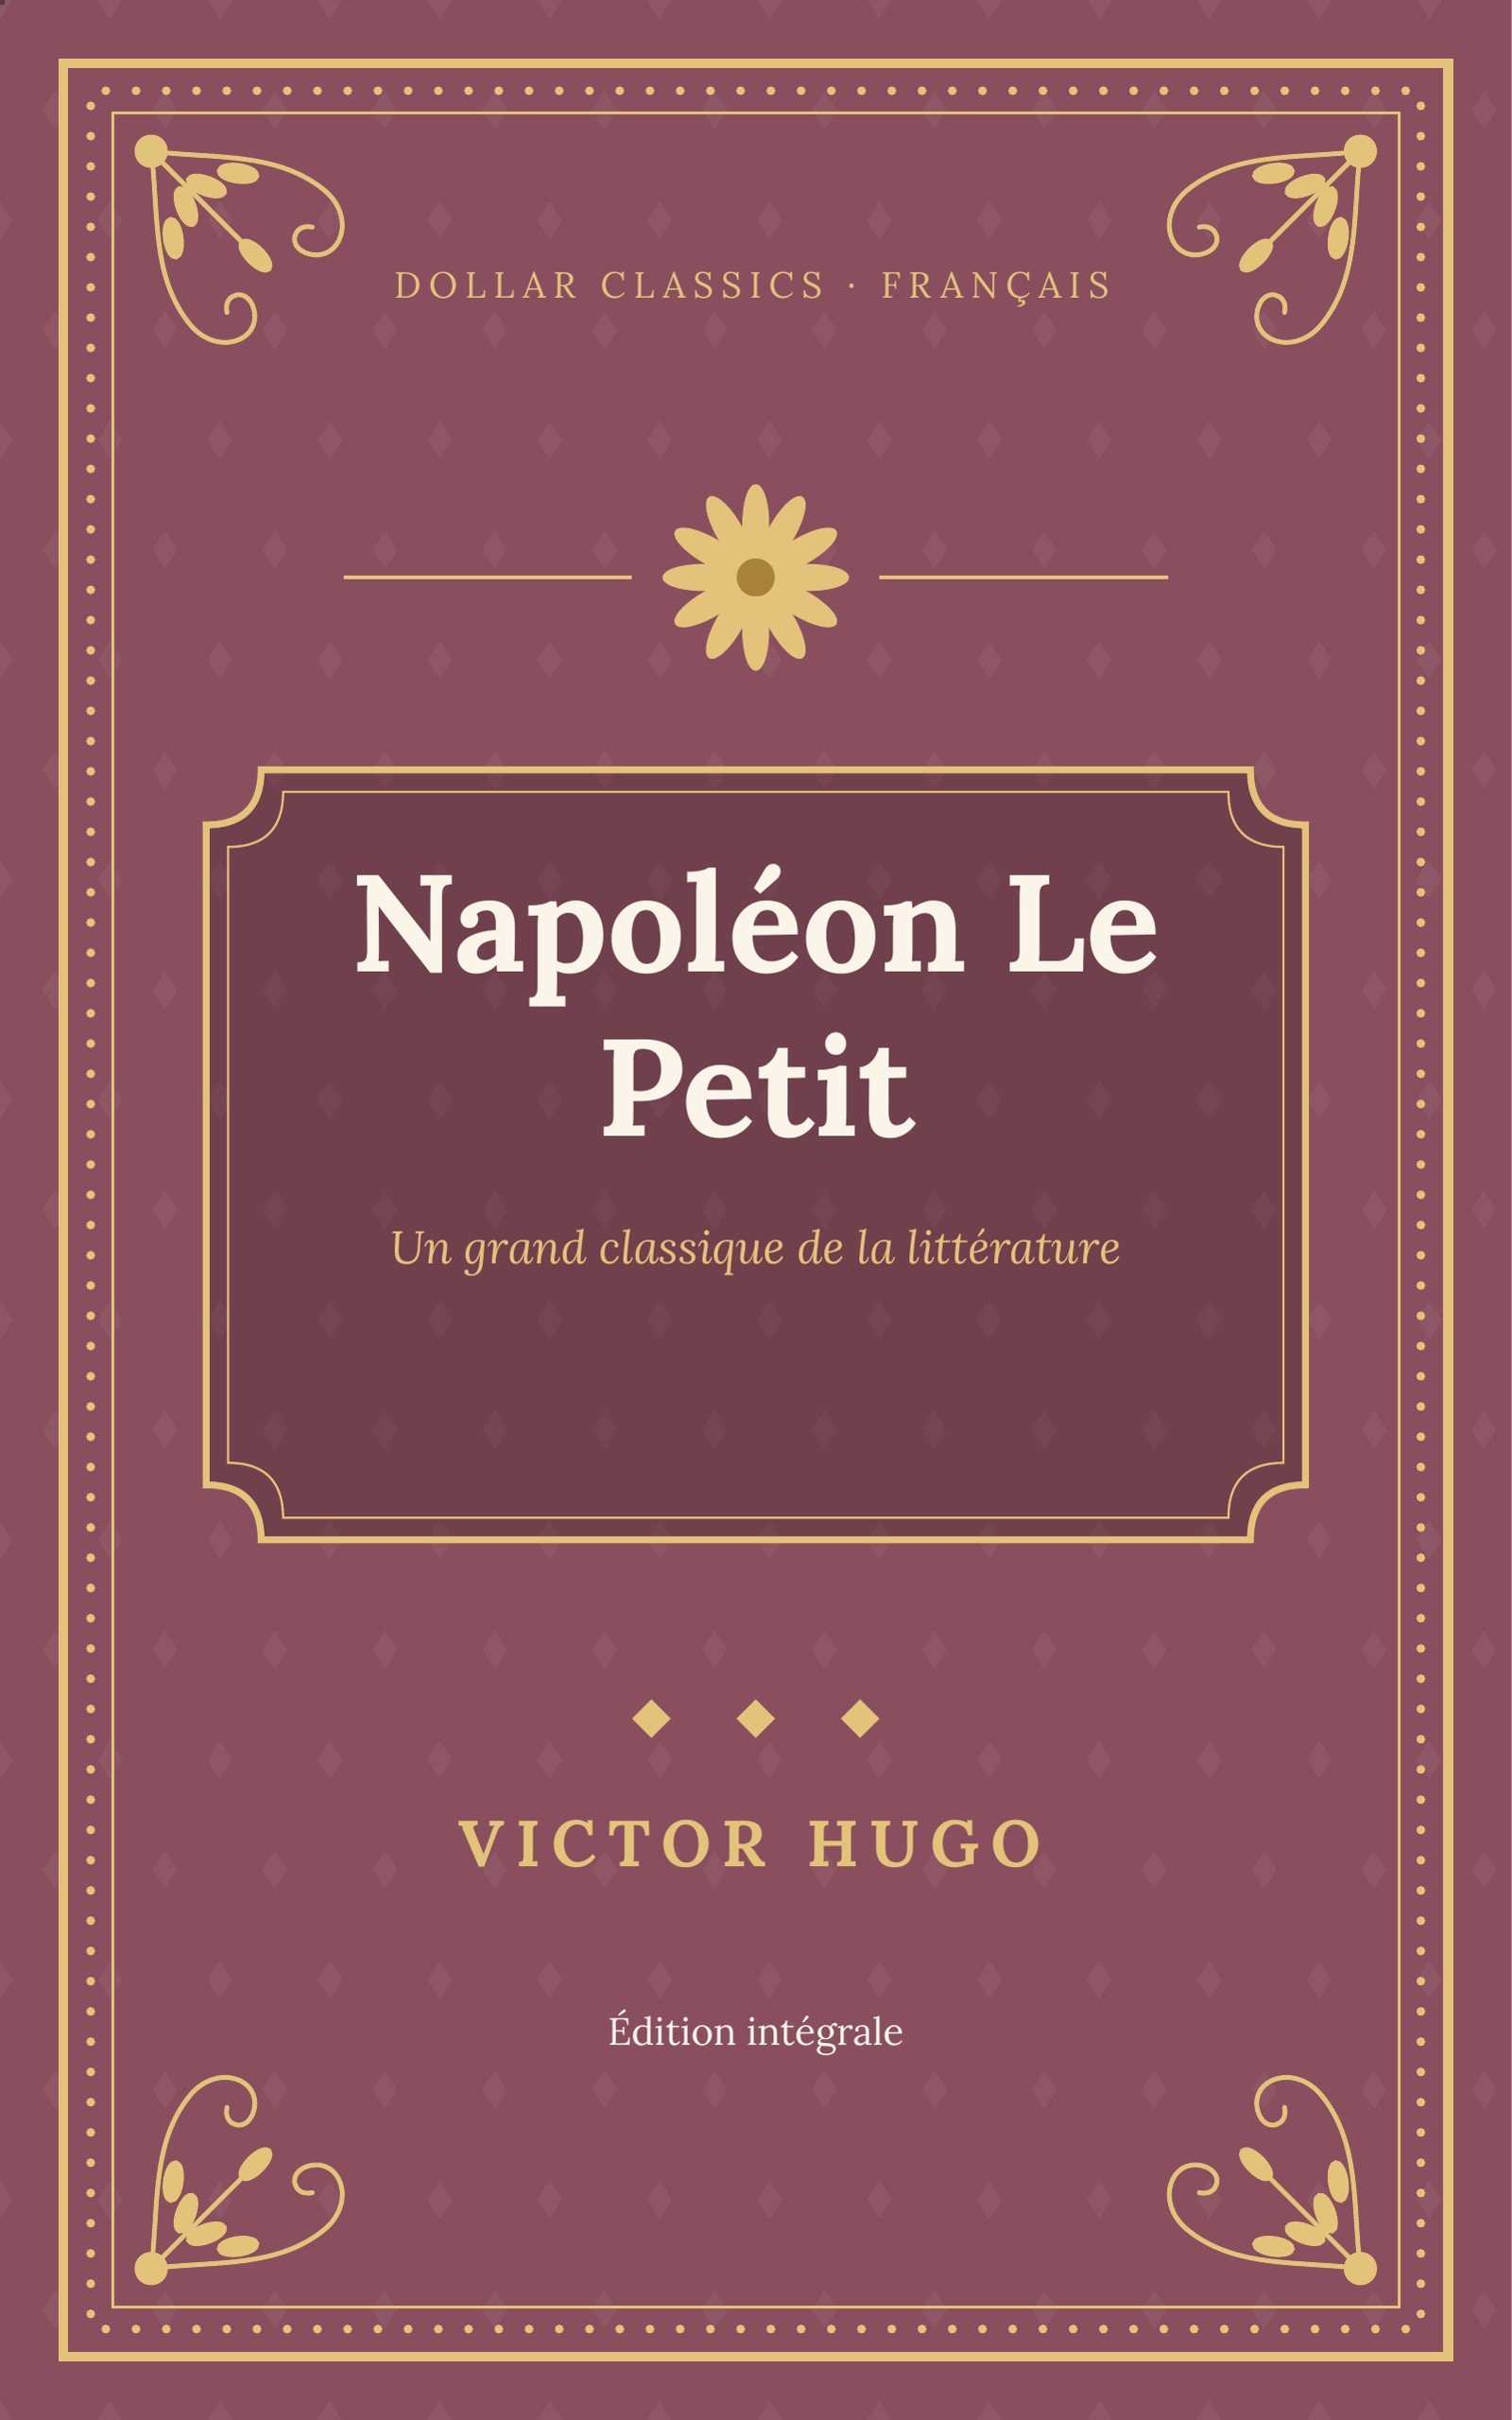 DOLLAR CLASSICS · FRANÇAIS
Napoléon Le
Petit
Un grand classique de la littérature
VICTOR HUGO
Édition intégrale